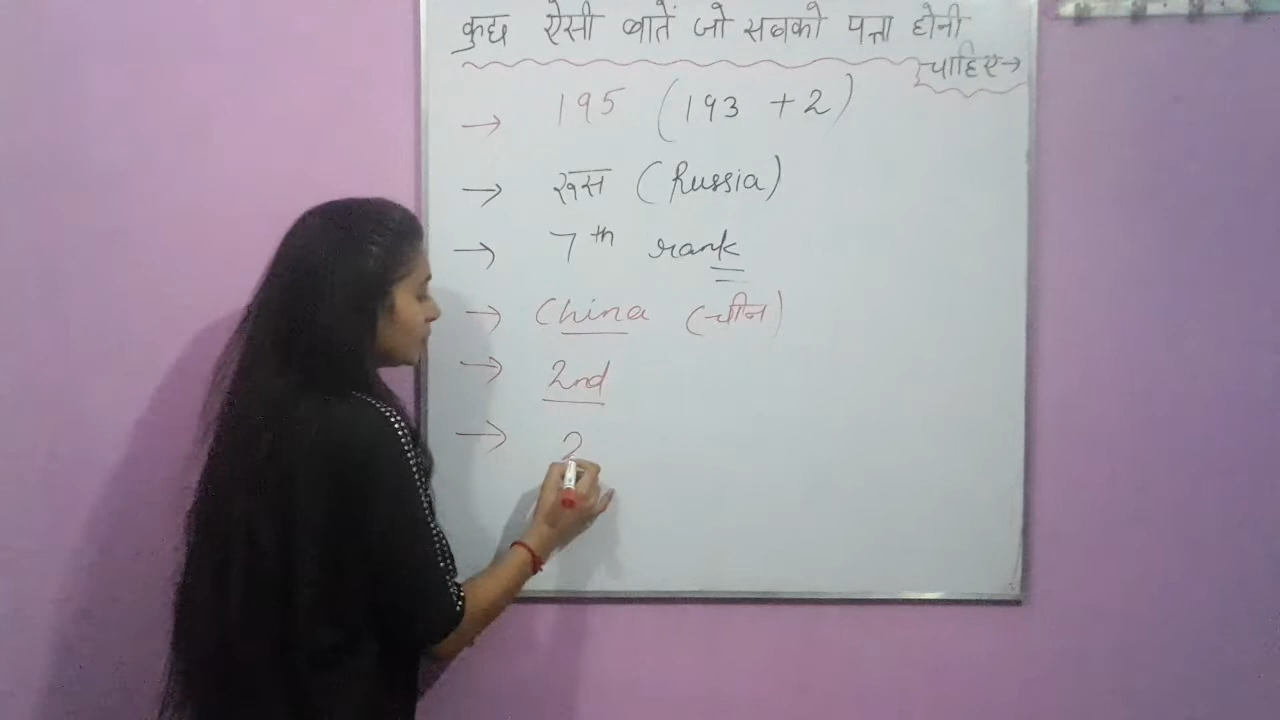 कुछ ऐसी बातें जो सबको पता होनी
चाहिए→
→ 195 (193 + 2)
→ रूस (Russia)
→ 7th rank
→ China (चीन)
→ 2nd
→ 2